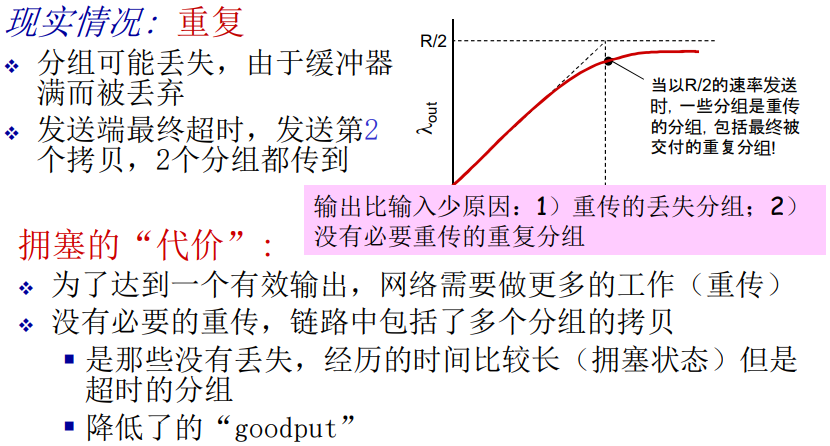 现实情况: 重复
分组可能丢失，由于缓冲器
满而被丢弃
发送端最终超时，发送第2
个拷贝，2个分组都传到
R/2
λout
当以R/2的速率发送
时, 一些分组是重传
的分组, 包括最终被
交付的重复分组!
输出比输入少原因：1）重传的丢失分组；2）
没有必要重传的重复分组
拥塞的“代价”:
为了达到一个有效输出，网络需要做更多的工作（重传）
没有必要的重传，链路中包括了多个分组的拷贝
是那些没有丢失，经历的时间比较长（拥塞状态）但是
超时的分组
降低了的“goodput”